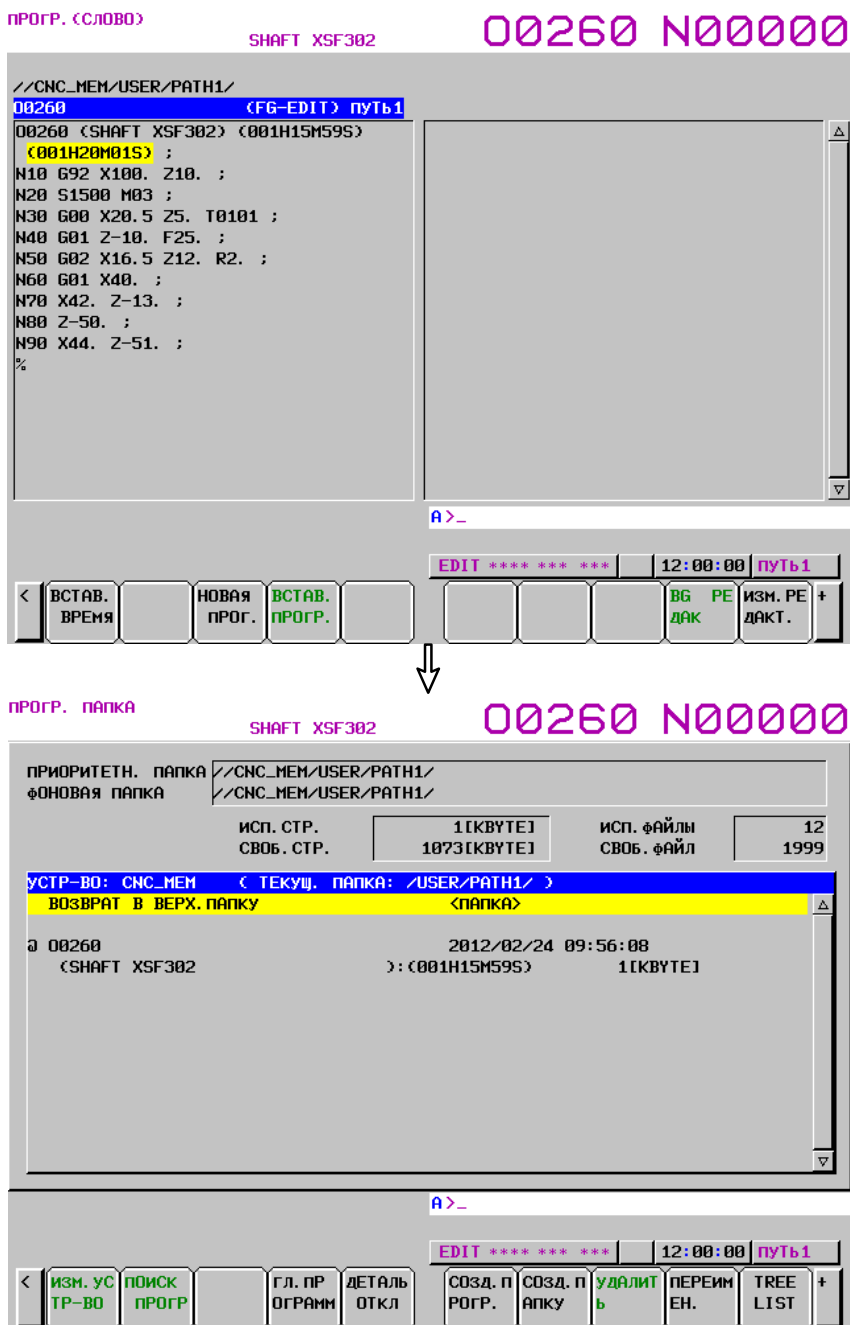 ПРОГР.(СЛОВО)
SHAFT XSF302
O0260 N00000
//CNC_MEM/USER/PATH1/
O0260 (FG-EDIT) ПУТЬ1
O0260 (SHAFT XSF302) (001H15M59S)
(001H20M01S) ;
N10 G92 X100. Z10. ;
N20 S1500 M03 ;
N30 G00 X20.5 Z5. T0101 ;
N40 G01 Z-10. F25. ;
N50 G02 X16.5 Z12. R2. ;
N60 G01 X40. ;
N70 X42. Z-13. ;
N80 Z-50. ;
N90 X44. Z-51. ;
%
A>_
EDIT **** *** *** 12:00:00 ПУТЬ1
< ВСТАВ. НОВАЯ ВСТАВ. BG РЕ ИЗМ.РЕ +
ВРЕМЯ ПРОГ. ПРОГР. ДАК ДАКТ.
ПРОГР. ПАПКА
SHAFT XSF302
O0260 N00000
ПРИОРИТЕТН. ПАПКА //CNC_MEM/USER/PATH1/
ФОНОВАЯ ПАПКА //CNC_MEM/USER/PATH1/
ИСП.СТР. 1[KBYTE] ИСП.ФАЙЛЫ 12
СВОБ.СТР. 1073[KBYTE] СВОБ.ФАЙЛ 1999
УСТР-ВО: CNC_MEM ( ТЕКУЩ. ПАПКА: /USER/PATH1/ )
ВОЗВРАТ В ВЕРХ.ПАПКУ <ПАПКА>
@ O0260 2012/02/24 09:56:08
(SHAFT XSF302 ):(001H15M59S) 1[KBYTE]
A>_
EDIT **** *** *** 12:00:00 ПУТЬ1
< ИЗМ.УС ПОИСК ГЛ.ПР ДЕТАЛЬ СОЗД.П СОЗД.П УДАЛИТ ПЕРЕИМ TREE +
ТР-ВО ПРОГР ОГРАММ ОТКЛ РОГР. АПКУ Ь ЕН. LIST